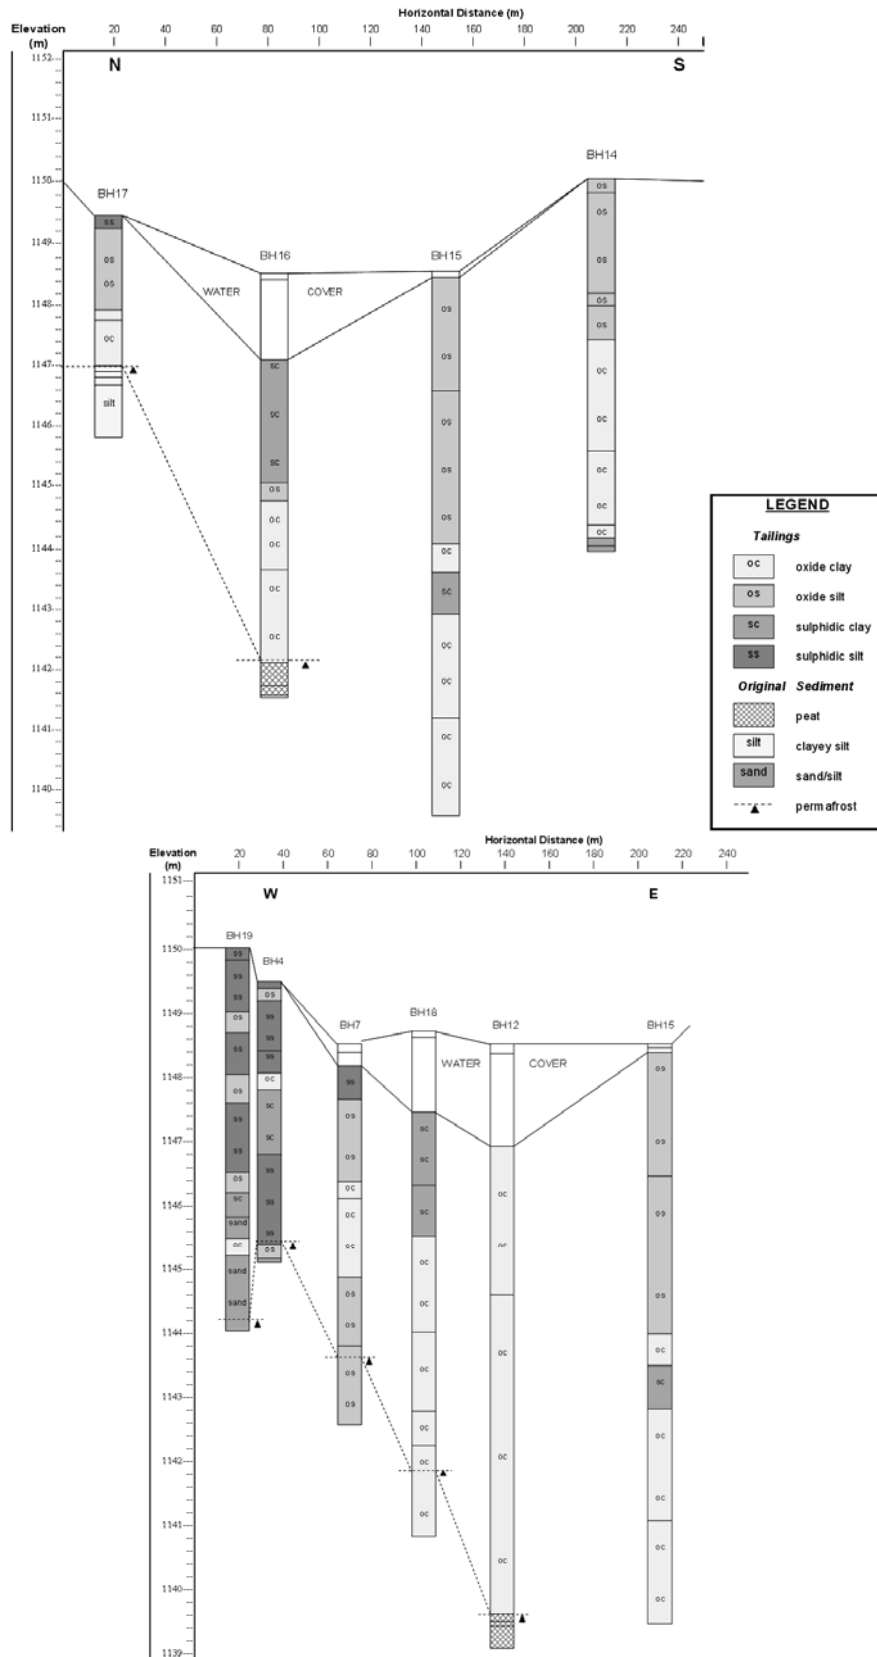 Horizontal Distance (m)
Elevation
(m)
20 40 60 80 100 120 140 160 180 200 220 240
N S
1152
1151
1150
1149
1148
1147
1146
1145
1144
1143
1142
1141
1140
BH17
ss
os
os
oc
silt
BH16
WATER COVER
sc
sc
sc
os
oc
oc
oc
oc
BH15
os
os
os
os
os
oc
sc
oc
oc
oc
oc
BH14
os
os
os
os
os
oc
oc
oc
oc
oc
LEGEND
Tailings
oc oxide clay
os oxide silt
sc sulphidic clay
ss sulphidic silt
Original Sediment
peat
silt clayey silt
sand sand/silt
permafrost
Horizontal Distance (m)
Elevation
(m)
20 40 60 80 100 120 140 160 180 200 220 240
W E
1151
1150
1149
1148
1147
1146
1145
1144
1143
1142
1141
1140
1139
BH19
ss
ss
ss
os
ss
os
ss
ss
os
sc
sand
oc
sand
sand
BH4
os
ss
ss
ss
oc
sc
sc
ss
ss
ss
os
BH7
ss
os
os
oc
oc
oc
os
os
os
os
BH18
WATER COVER
sc
sc
sc
oc
oc
oc
oc
oc
oc
BH12
oc
oc
oc
oc
oc
BH15
os
os
os
os
oc
sc
oc
oc
oc
oc